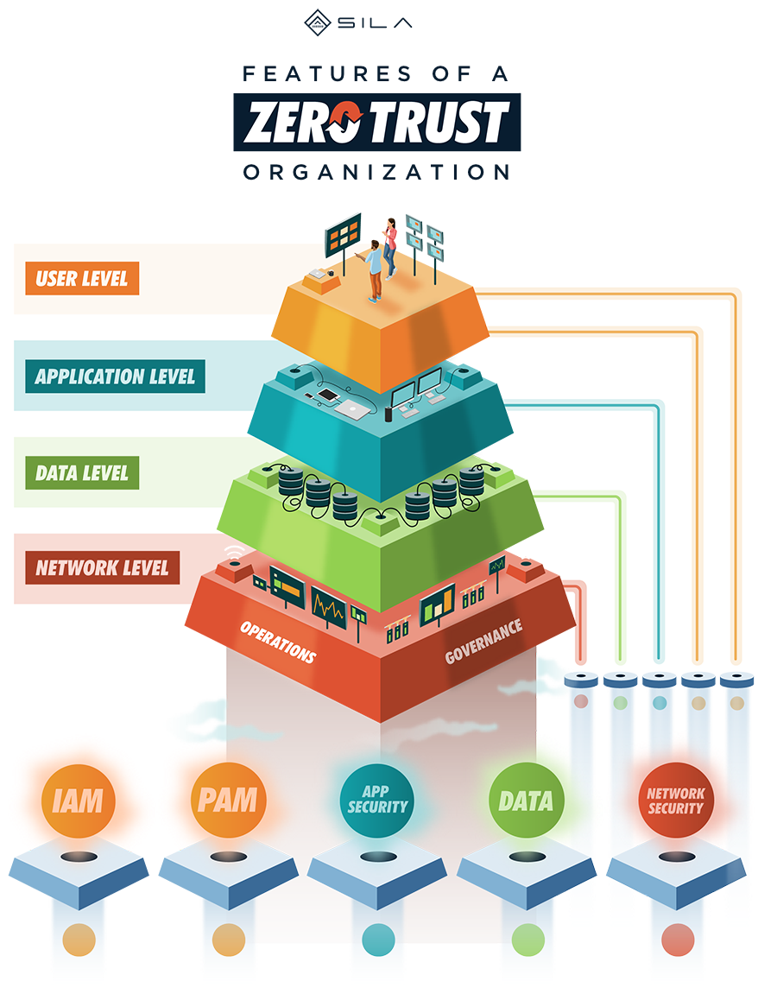 SILA
FEATURES OF A
ZERO TRUST
ORGANIZATION
USER LEVEL
APPLICATION LEVEL
DATA LEVEL
NETWORK LEVEL
OPERATIONS
GOVERNANCE
IAM
PAM
APP
SECURITY
DATA
NETWORK
SECURITY